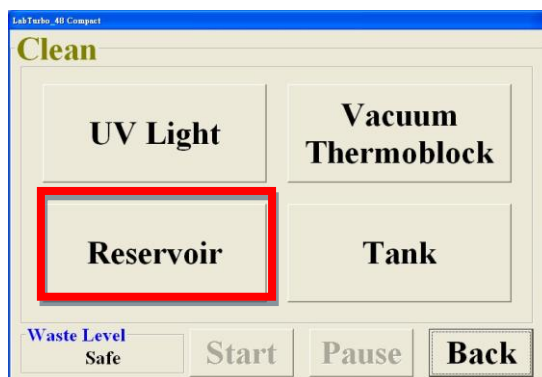 LabTurbo_48 Compact
Clean
UV Light
Vacuum
Thermoblock
Reservoir
Tank
Waste Level
Safe
Start
Pause
Back